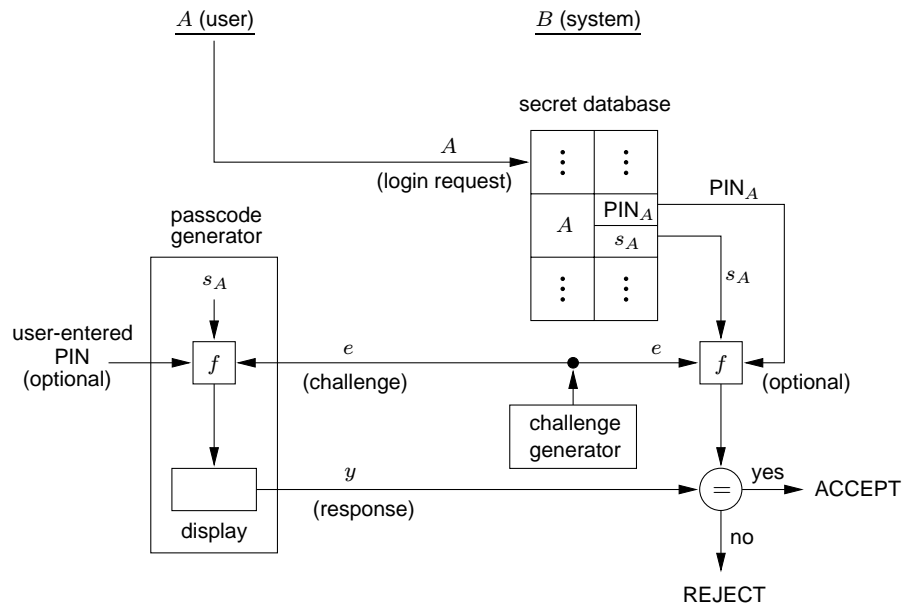 A (user)
B (system)
secret database
A
(login request)
⋮ ⋮
PIN_A
A
PIN_A
s_A
passcode
generator
s_A
⋮ ⋮
s_A
user-entered
PIN
(optional)
f
e
(challenge)
e
f
(optional)
challenge
generator
y
(response)
=
yes
ACCEPT
display
no
REJECT